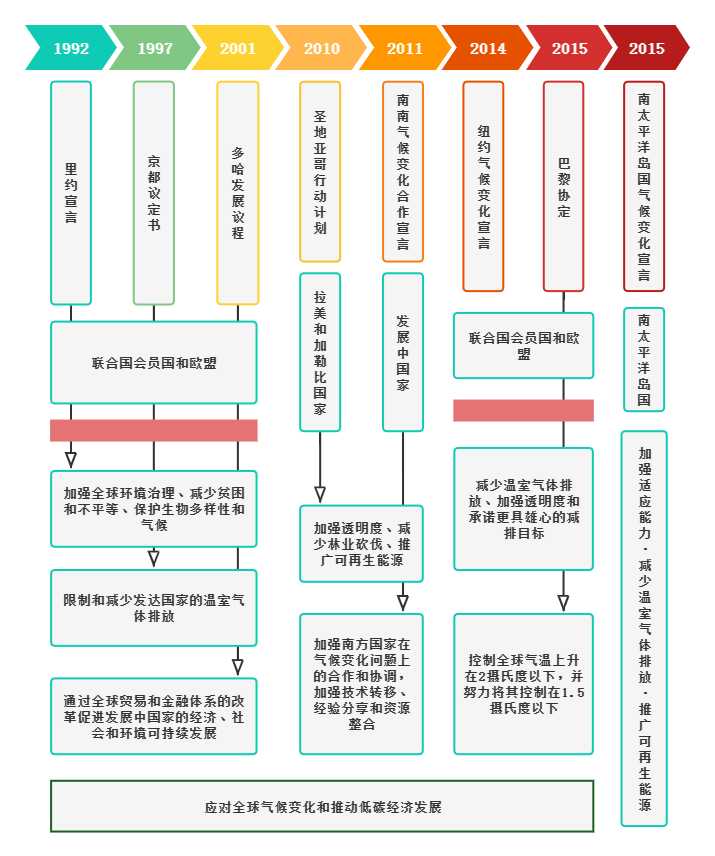 1992 1997 2001 2010 2011 2014 2015 2015
里约宣言
京都议定书
多哈发展议程
圣地亚哥行动计划
南南气候变化合作宣言
纽约气候变化宣言
巴黎协定
南太平洋岛国气候变化宣言
联合国会员国和欧盟
拉美和加勒比国家
发展中国家
联合国会员国和欧
盟
南太平洋岛国
加强全球环境治理、减少贫困
和不平等、保护生物多样性和
气候
限制和减少发达国家的温室气
体排放
通过全球贸易和金融体系的改
革促进发展中国家的经济、社
会和环境可持续发展
加强透明度、减
少林业砍伐、推
广可再生能源
加强南方国家在
气候变化问题上
的合作和协调，
加强技术转移、
经验分享和资源
整合
减少温室气体排
放、加强透明度和
承诺更具雄心的减
排目标
控制全球气温上升
在2摄氏度以下，并
努力将其控制在1.5
摄氏度以下
加强适应能力·减少温室气体排放·推广可再生能源
应对全球气候变化和推动低碳经济发展